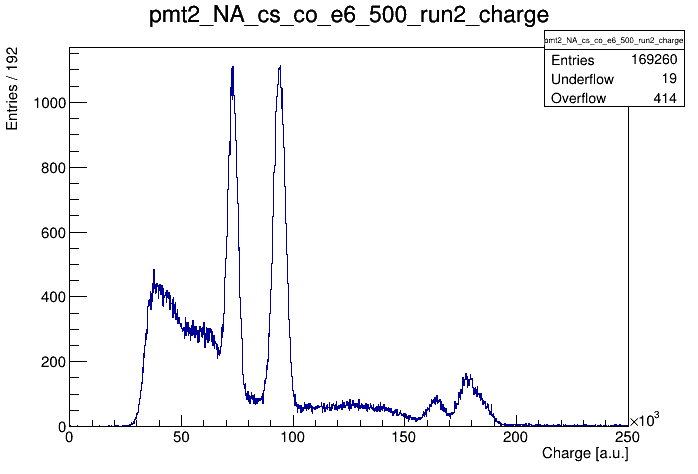 pmt2_NA_cs_co_e6_500_run2_charge
pmt2_NA_cs_co_e6_500_run2_charge
Entries 169260
Underflow 19
Overflow 414
Entries / 192
1000
800
600
400
200
0
0 50 100 150 200 250
×10³
Charge [a.u.]